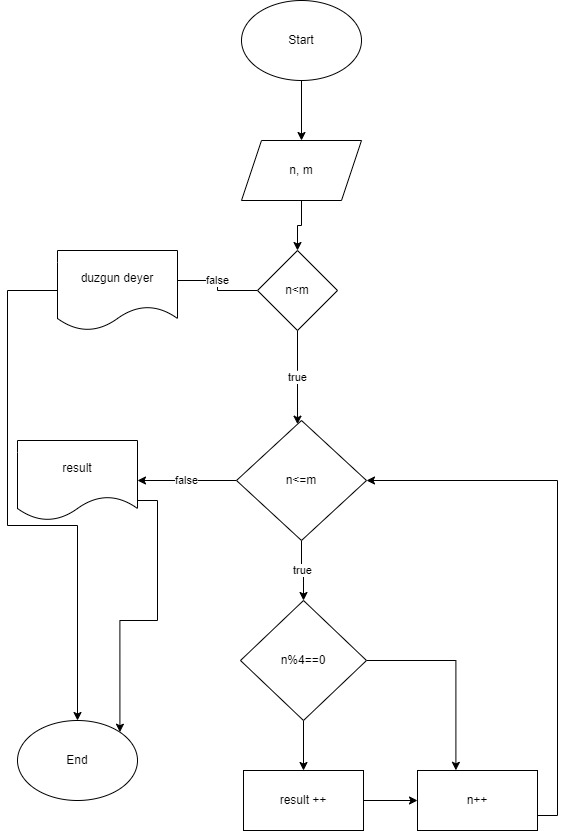 Start
n, m
n<m
false
duzgun deyer
true
n<=m
false
result
true
n%4==0
result ++
n++
End